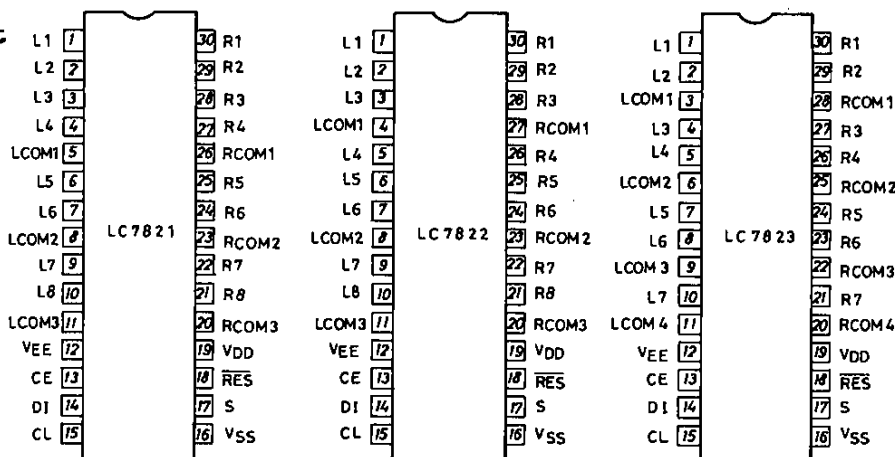 L1 1 30 R1 L1 1 30 R1 L1 1 30 R1
L2 2 29 R2 L2 2 29 R2 L2 2 29 R2
L3 3 28 R3 L3 3 28 R3 LCOM1 3 28 RCOM1
L4 4 27 R4 LCOM1 4 27 RCOM1 L3 4 27 R3
LCOM1 5 26 RCOM1 L4 5 26 R4 L4 5 26 R4
L5 6 25 R5 L5 6 25 R5 LCOM2 6 25 RCOM2
L6 7 24 R6 L6 7 24 R6 L5 7 24 R5
LCOM2 8 LC7821 23 RCOM2 LCOM2 8 LC7822 23 RCOM2 L6 8 LC7823 23 R6
L7 9 22 R7 L7 9 22 R7 LCOM3 9 22 RCOM3
L8 10 21 R8 L8 10 21 R8 L7 10 21 R7
LCOM3 11 20 RCOM3 LCOM3 11 20 RCOM3 LCOM4 11 20 RCOM4
VEE 12 19 VDD VEE 12 19 VDD VEE 12 19 VDD
CE 13 18 R̅E̅S̅ CE 13 18 R̅E̅S̅ CE 13 18 R̅E̅S̅
DI 14 17 S DI 14 17 S DI 14 17 S
CL 15 16 VSS CL 15 16 VSS CL 15 16 VSS